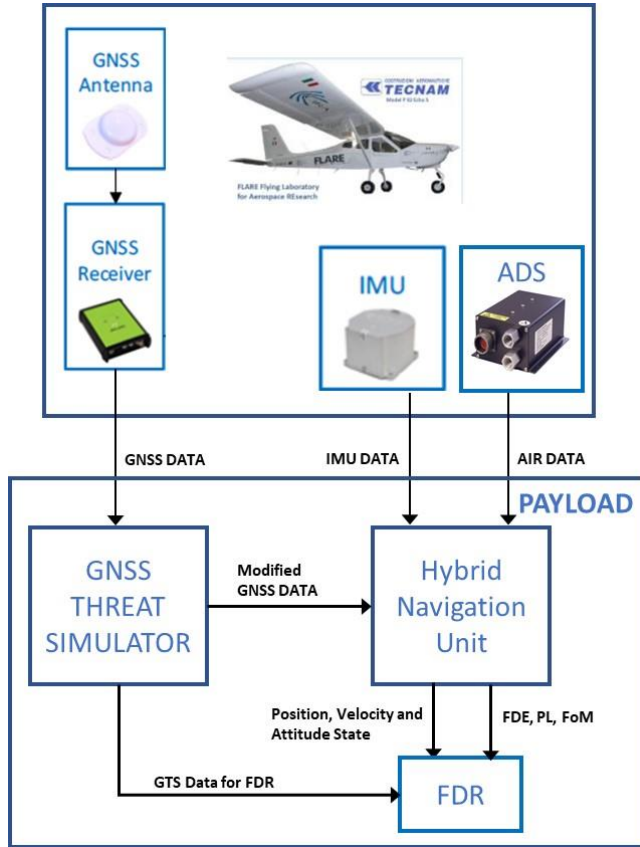 GNSS
Antenna
COSTRUZIONI AERONAUTICHE
TECNAM
FLARE
FLARE Flying Laboratory
for Aerospace REsearch
GNSS
Receiver
IMU
ADS
GNSS DATA
IMU DATA
AIR DATA
PAYLOAD
GNSS
THREAT
SIMULATOR
Modified
GNSS DATA
Hybrid
Navigation
Unit
Position, Velocity and
Attitude State
FDE, PL, FoM
GTS Data for FDR
FDR